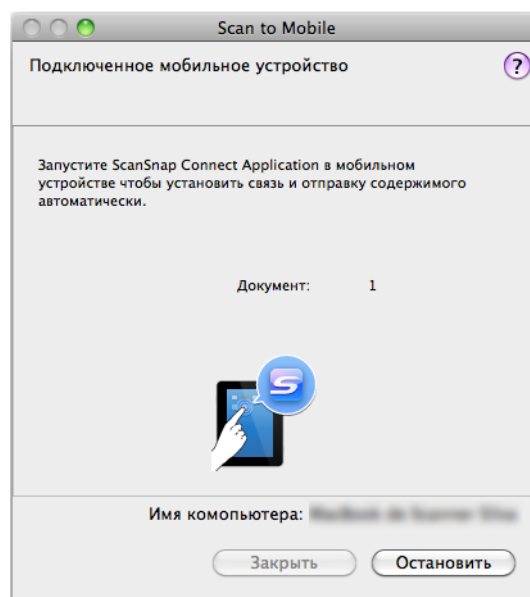 Scan to Mobile
Подключенное мобильное устройство
?
Запустите ScanSnap Connect Application в мобильном
устройстве чтобы установить связь и отправку содержимого
автоматически.
Документ: 1
S
Имя комопьютера:
Закрыть Остановить